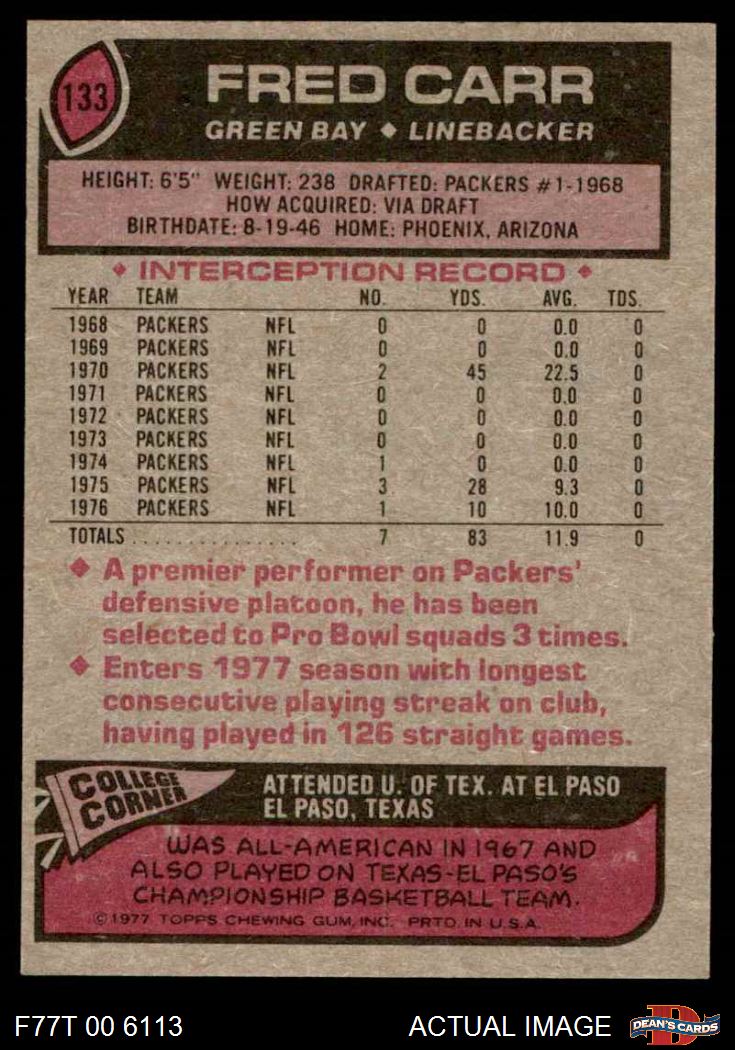 133
FRED CARR
GREEN BAY ◆ LINEBACKER
HEIGHT: 6'5" WEIGHT: 238 DRAFTED: PACKERS #1-1968
HOW ACQUIRED: VIA DRAFT
BIRTHDATE: 8-19-46 HOME: PHOENIX, ARIZONA
◆ INTERCEPTION RECORD ◆
YEAR TEAM NO. YDS. AVG. TDS.
1968 PACKERS NFL 0 0 0.0 0
1969 PACKERS NFL 0 0 0.0 0
1970 PACKERS NFL 2 45 22.5 0
1971 PACKERS NFL 0 0 0.0 0
1972 PACKERS NFL 0 0 0.0 0
1973 PACKERS NFL 0 0 0.0 0
1974 PACKERS NFL 1 0 0.0 0
1975 PACKERS NFL 3 28 9.3 0
1976 PACKERS NFL 1 10 10.0 0
TOTALS ................ 7 83 11.9 0
◆ A premier performer on Packers'
defensive platoon, he has been
selected to Pro Bowl squads 3 times.
◆ Enters 1977 season with longest
consecutive playing streak on club,
having played in 126 straight games.
COLLEGE
CORNER
ATTENDED U. OF TEX. AT EL PASO
EL PASO, TEXAS
WAS ALL-AMERICAN IN 1967 AND
ALSO PLAYED ON TEXAS-EL PASO'S
CHAMPIONSHIP BASKETBALL TEAM.
©1977 TOPPS CHEWING GUM, INC. PRTD. IN U.S.A.
F77T 00 6113
ACTUAL IMAGE
D
DEAN'S CARDS